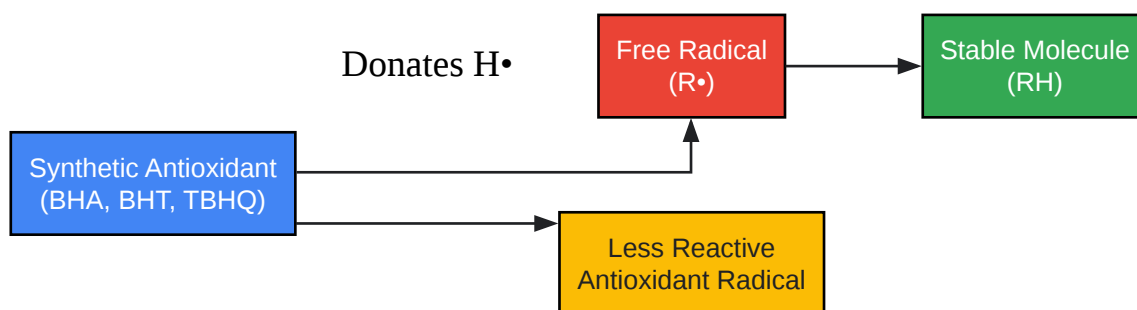 Donates H•
Free Radical
(R•)
Stable Molecule
(RH)
Synthetic Antioxidant
(BHA, BHT, TBHQ)
Less Reactive
Antioxidant Radical